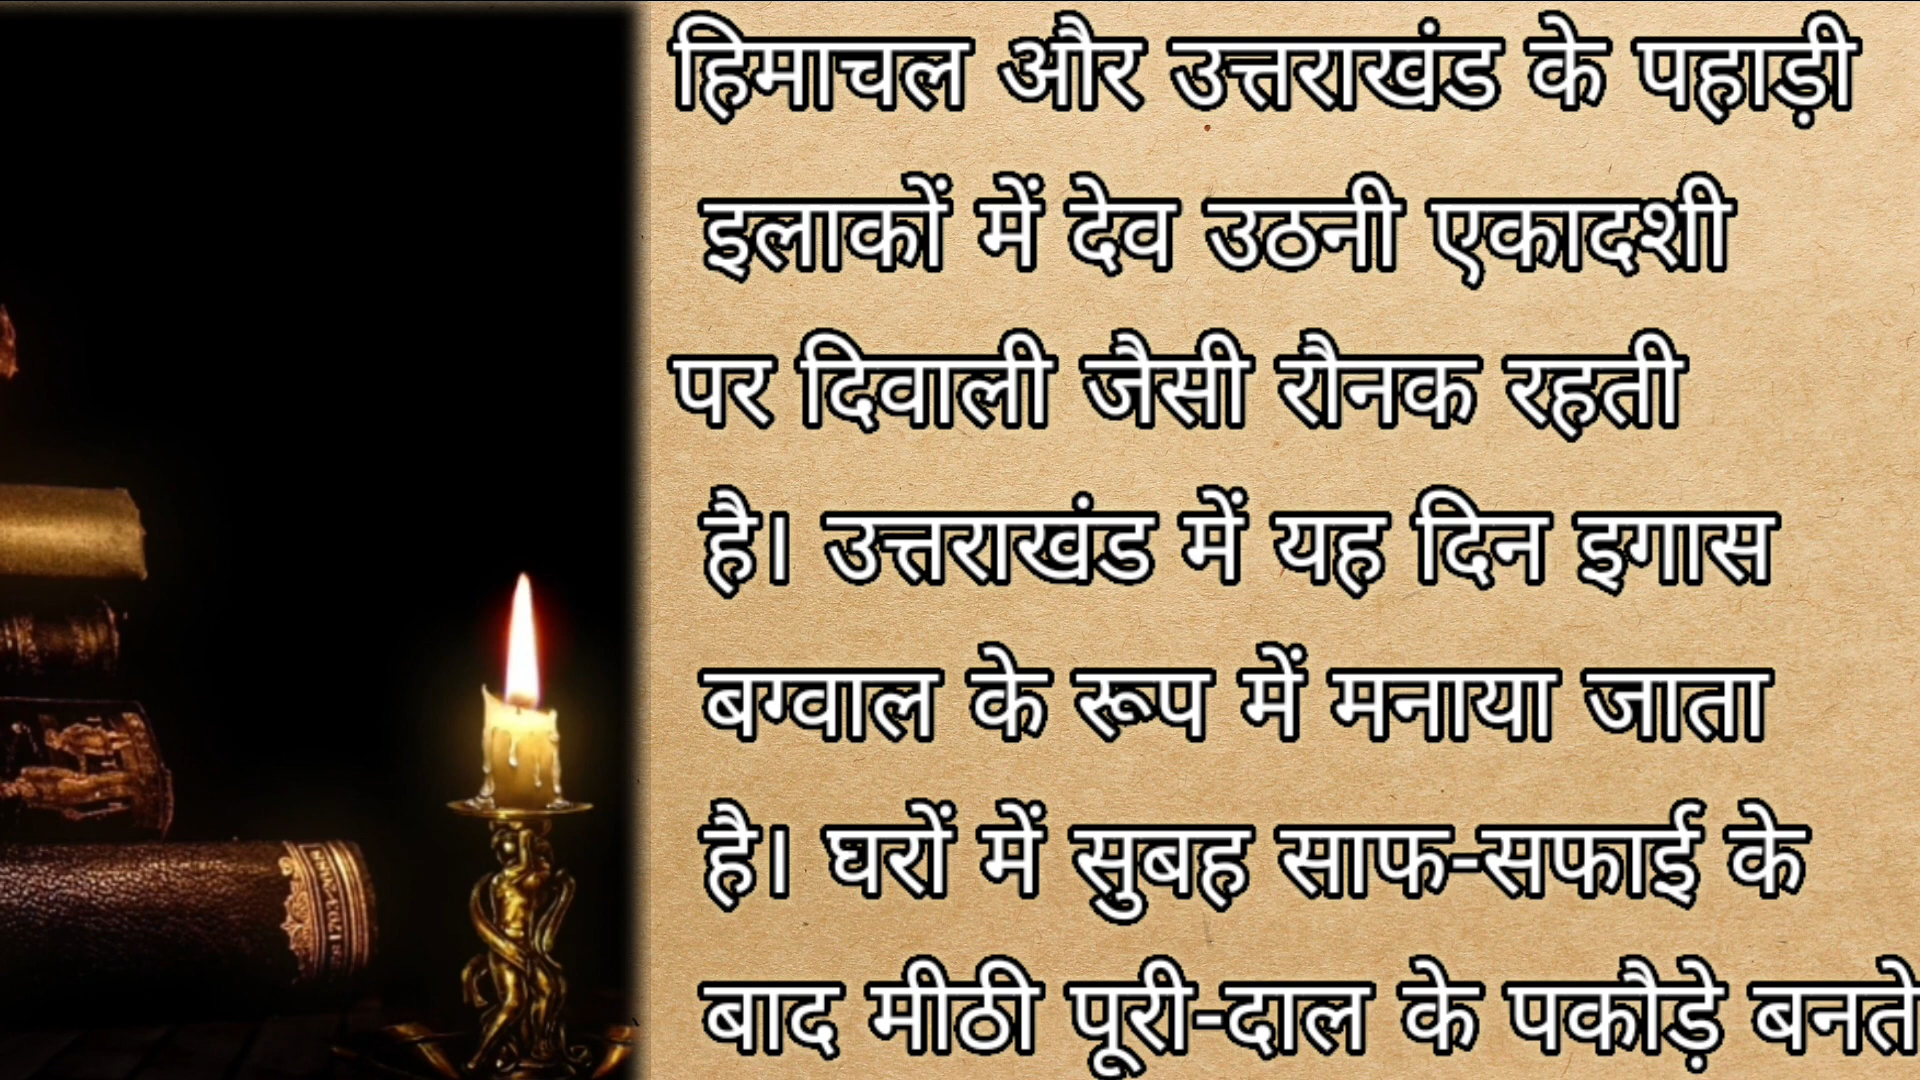 हिमाचल और उत्तराखंड के पहाड़ी
इलाकों में देव उठनी एकादशी
पर दिवाली जैसी रौनक रहती
है। उत्तराखंड में यह दिन इगास
बग्वाल के रूप में मनाया जाता
है। घरों में सुबह साफ-सफाई के
बाद मीठी पूरी-दाल के पकौड़े बनते